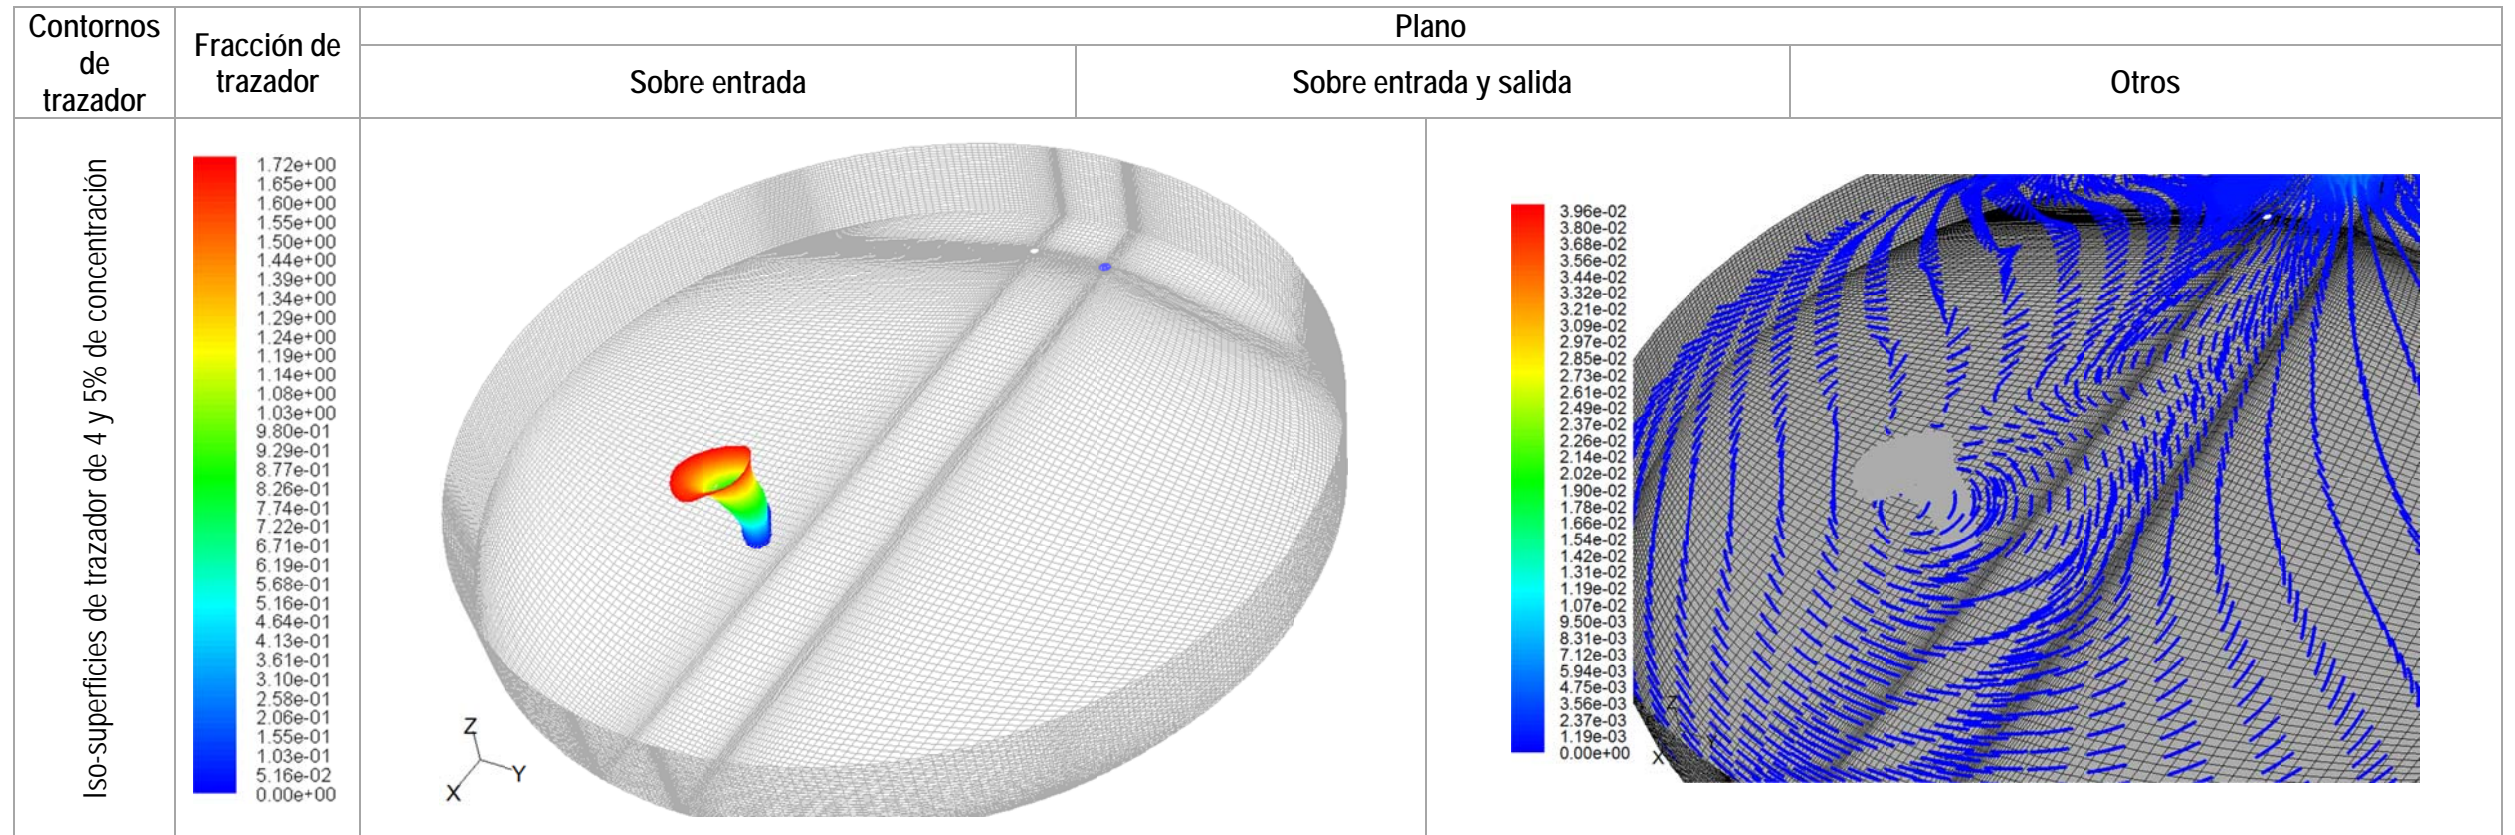 Contornos
de
trazador
Fracción de
trazador
Plano
Sobre entrada
Sobre entrada y salida
Otros
Iso-superficies de trazador de 4 y 5% de concentración
1.72e+00
1.65e+00
1.60e+00
1.55e+00
1.50e+00
1.44e+00
1.39e+00
1.34e+00
1.29e+00
1.24e+00
1.19e+00
1.14e+00
1.08e+00
1.03e+00
9.80e-01
9.29e-01
8.77e-01
8.26e-01
7.74e-01
7.22e-01
6.71e-01
6.19e-01
5.68e-01
5.16e-01
4.64e-01
4.13e-01
3.61e-01
3.10e-01
2.58e-01
2.06e-01
1.55e-01
1.03e-01
5.16e-02
0.00e+00
Z
Y
X
3.96e-02
3.80e-02
3.68e-02
3.56e-02
3.44e-02
3.32e-02
3.21e-02
3.09e-02
2.97e-02
2.85e-02
2.73e-02
2.61e-02
2.49e-02
2.37e-02
2.26e-02
2.14e-02
2.02e-02
1.90e-02
1.78e-02
1.66e-02
1.54e-02
1.42e-02
1.31e-02
1.19e-02
1.07e-02
9.50e-03
8.31e-03
7.12e-03
5.94e-03
4.75e-03
3.56e-03
2.37e-03
1.19e-03
0.00e+00
Z
Y
X